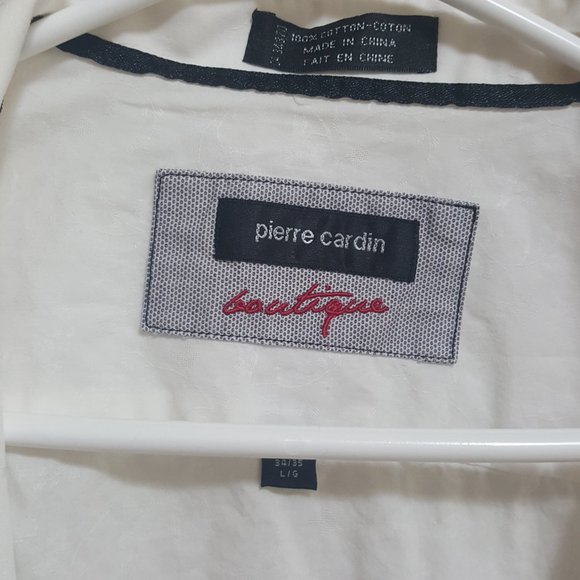 100% COTTON-COTON
MADE IN CHINA
FAIT EN CHINE
pierre cardin
boutique
34/35
L/G